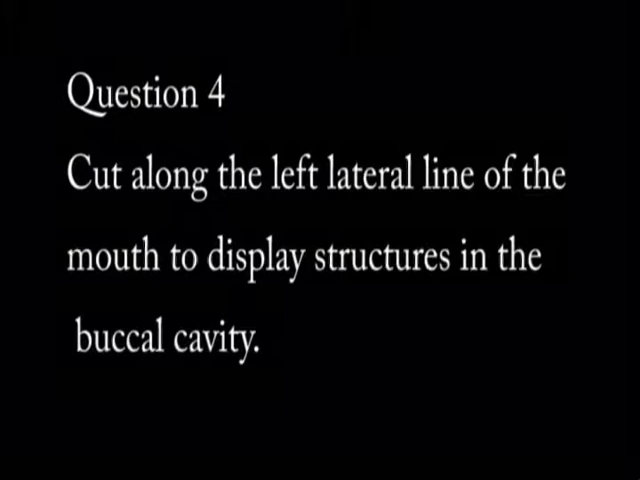 Question 4
Cut along the left lateral line of the
mouth to display structures in the
buccal cavity.